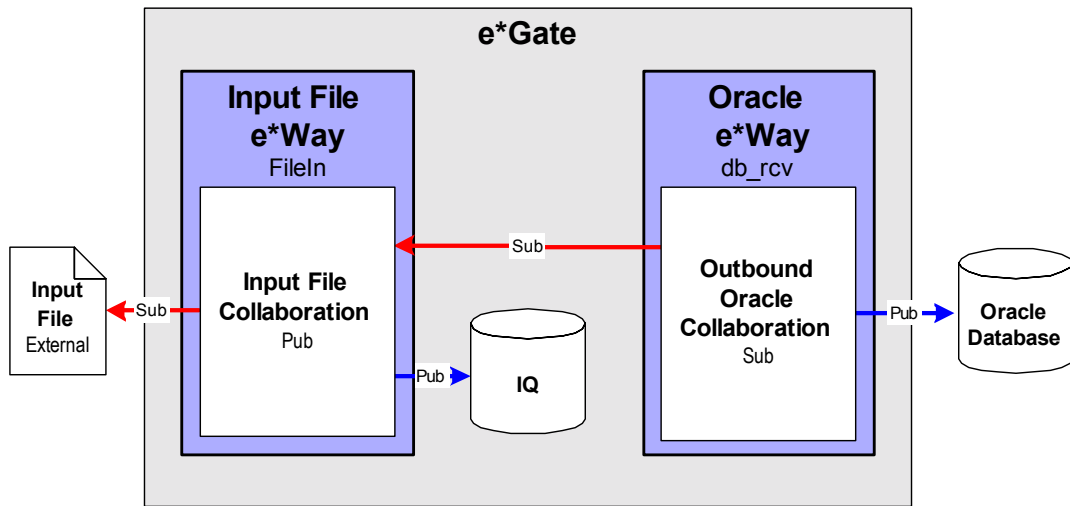 e*Gate
Input File
e*Way
FileIn
Oracle
e*Way
db_rcv
Input
File
External
Sub
Input File
Collaboration
Pub
Pub
IQ
Sub
Outbound
Oracle
Collaboration
Sub
Pub
Oracle
Database